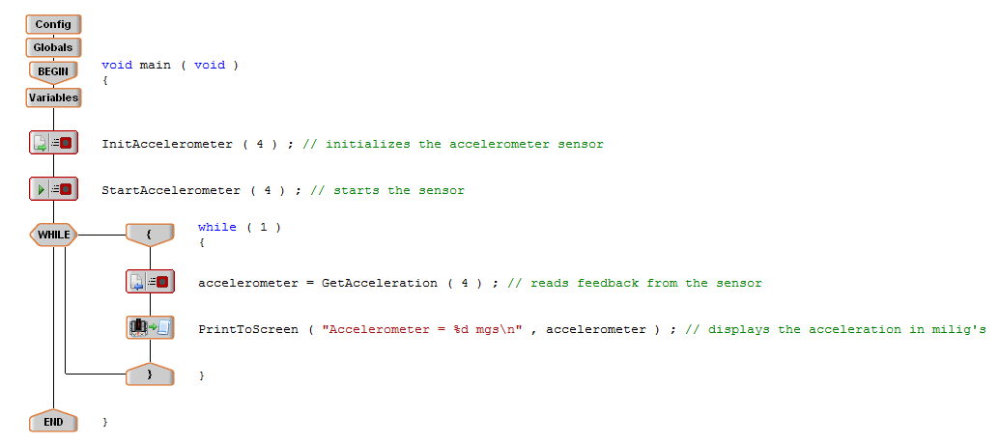 Config
Globals
BEGIN void main ( void )
{
Variables
InitAccelerometer ( 4 ) ; // initializes the accelerometer sensor
StartAccelerometer ( 4 ) ; // starts the sensor
WHILE { while ( 1 )
{
accelerometer = GetAcceleration ( 4 ) ; // reads feedback from the sensor
PrintToScreen ( "Accelerometer = %d mgs\n" , accelerometer ) ; // displays the acceleration in milig's
} }
END }